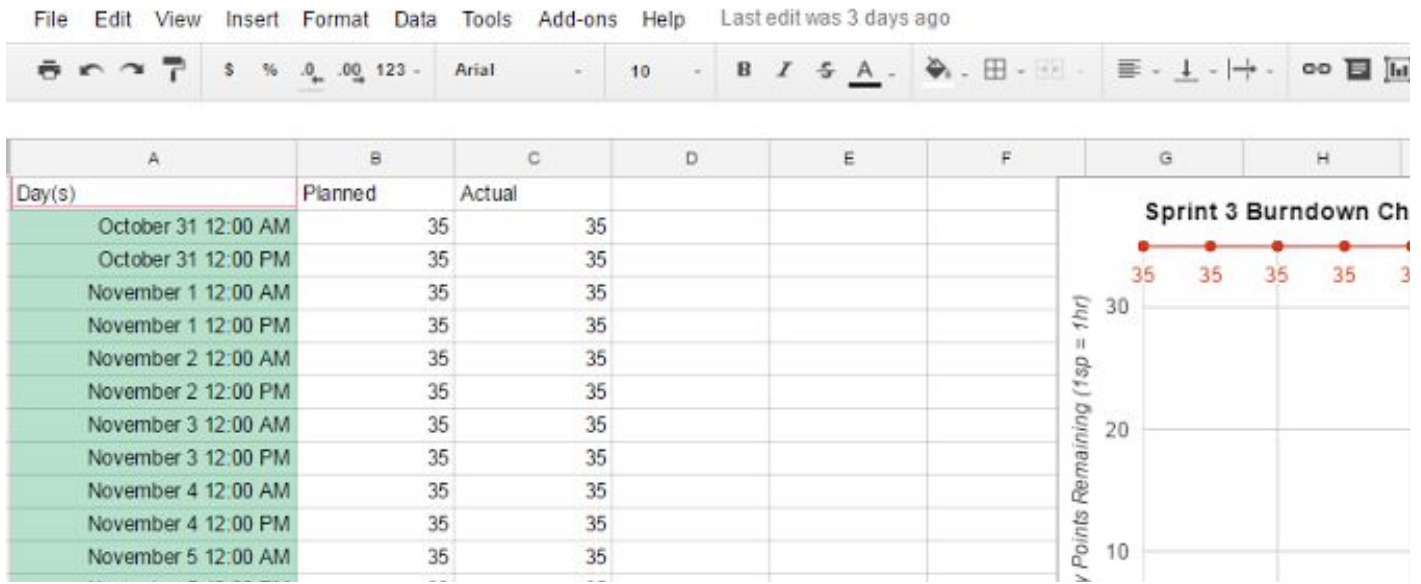 File Edit View Insert Format Data Tools Add-ons Help Last edit was 3 days ago
$ % .0 .00 123 Arial 10 B I S A
A B C D E F G H
Day(s) Planned Actual
October 31 12:00 AM 35 35
October 31 12:00 PM 35 35
November 1 12:00 AM 35 35
November 1 12:00 PM 35 35
November 2 12:00 AM 35 35
November 2 12:00 PM 35 35
November 3 12:00 AM 35 35
November 3 12:00 PM 35 35
November 4 12:00 AM 35 35
November 4 12:00 PM 35 35
November 5 12:00 AM 35 35
Sprint 3 Burndown Ch
35 35 35 35 3
30
20
10
y Points Remaining (1sp = 1hr)